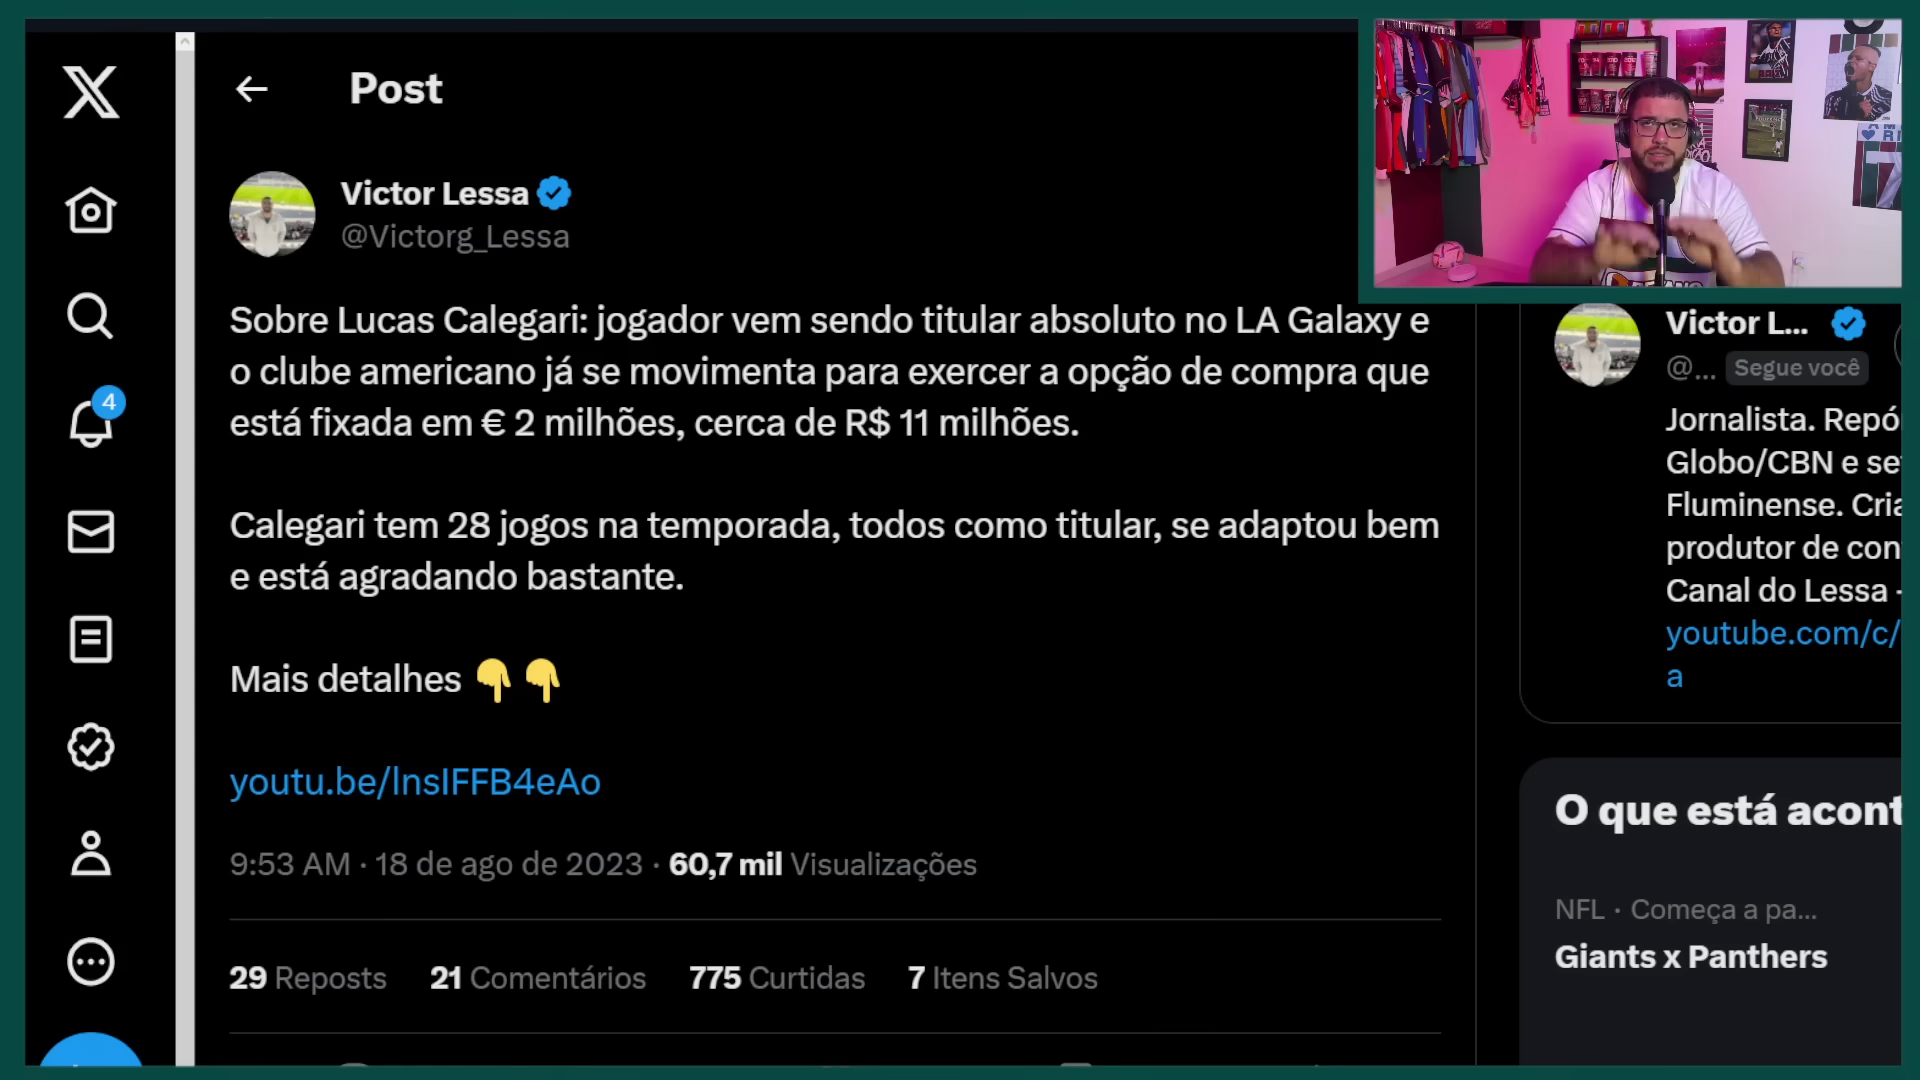 Post
Victor Lessa
@Victorg_Lessa
Sobre Lucas Calegari: jogador vem sendo titular absoluto no LA Galaxy e
o clube americano já se movimenta para exercer a opção de compra que
está fixada em € 2 milhões, cerca de R$ 11 milhões.
Calegari tem 28 jogos na temporada, todos como titular, se adaptou bem
e está agradando bastante.
Mais detalhes 👇👇
youtu.be/lnsIFFB4eAo
9:53 AM · 18 de ago de 2023 · 60,7 mil Visualizações
29 Reposts 21 Comentários 775 Curtidas 7 Itens Salvos
4
Victor L...
@... Segue você
Jornalista. Repó
Globo/CBN e se
Fluminense. Cria
produtor de con
Canal do Lessa -
youtube.com/c/
a
O que está acont
NFL · Começa a pa...
Giants x Panthers